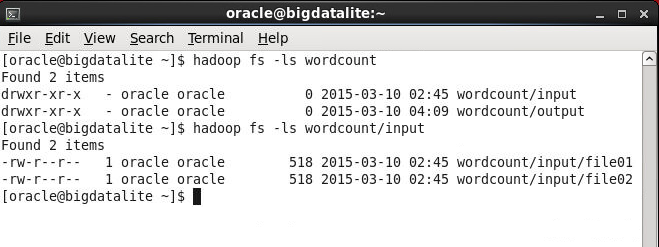 oracle@bigdatalite:~
File Edit View Search Terminal Help
[oracle@bigdatalite ~]$ hadoop fs -ls wordcount
Found 2 items
drwxr-xr-x   - oracle oracle          0 2015-03-10 02:45 wordcount/input
drwxr-xr-x   - oracle oracle          0 2015-03-10 04:09 wordcount/output
[oracle@bigdatalite ~]$ hadoop fs -ls wordcount/input
Found 2 items
-rw-r--r--   1 oracle oracle        518 2015-03-10 02:45 wordcount/input/file01
-rw-r--r--   1 oracle oracle        518 2015-03-10 02:45 wordcount/input/file02
[oracle@bigdatalite ~]$